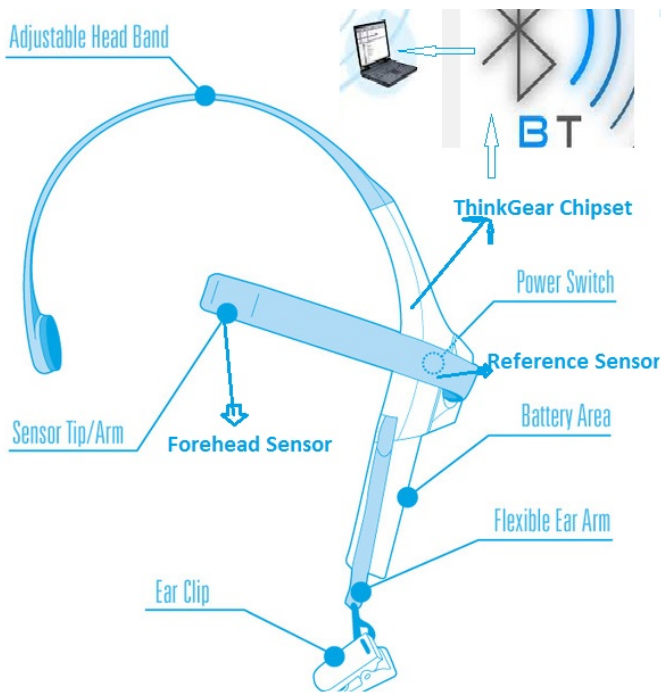 Adjustable Head Band
BT
ThinkGear Chipset
Power Switch
Reference Sensor
Sensor Tip/Arm
Forehead Sensor
Battery Area
Flexible Ear Arm
Ear Clip